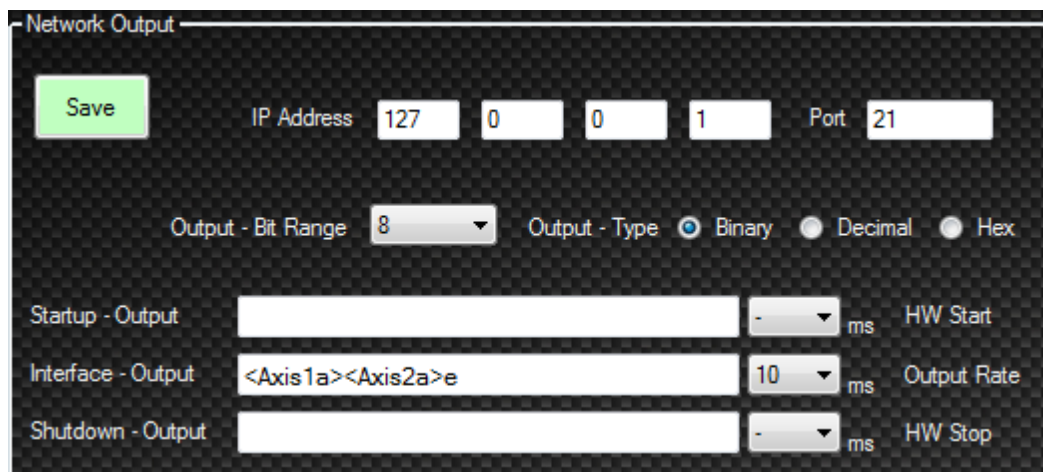 Network Output
Save IP Address 127 0 0 1 Port 21
Output - Bit Range 8 Output - Type Binary Decimal Hex
Startup - Output - ms HW Start
Interface - Output <Axis1a><Axis2a>e 10 ms Output Rate
Shutdown - Output - ms HW Stop